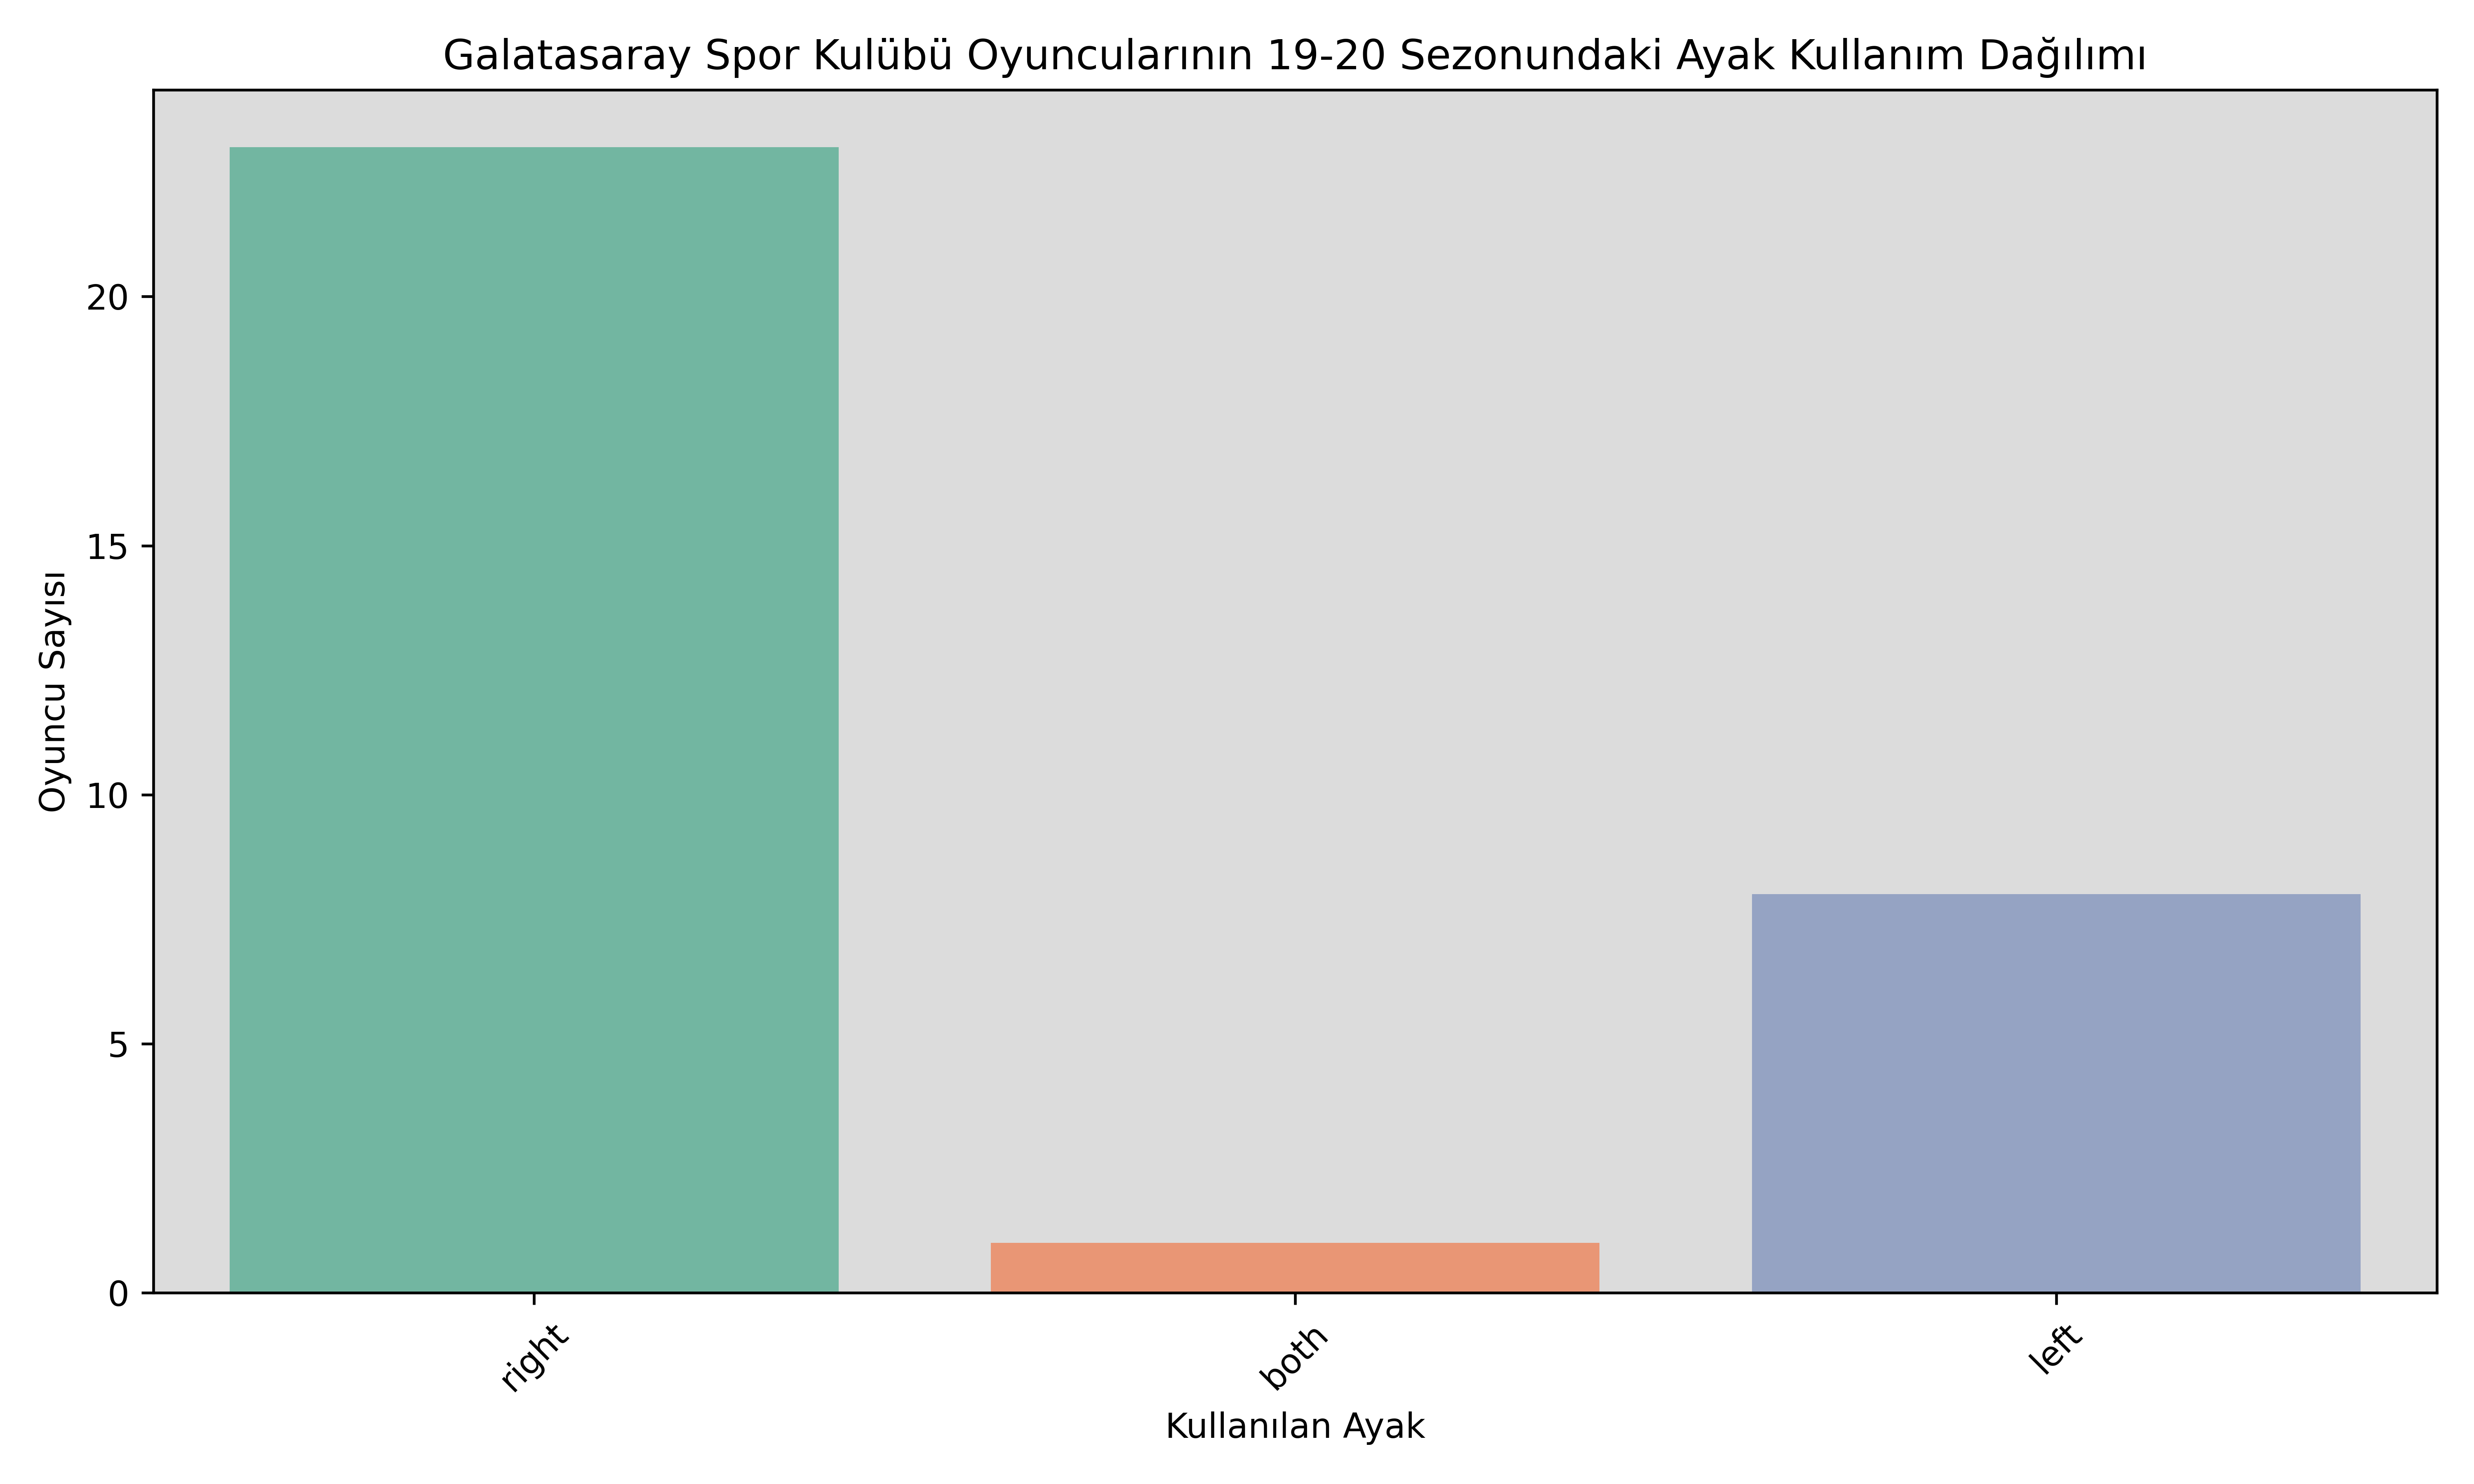 Galatasaray Spor Kulübü Oyuncularının 19-20 Sezonundaki Ayak Kullanım Dağılımı
Oyuncu Sayısı
20
15
10
5
0
right
both
left
Kullanılan Ayak